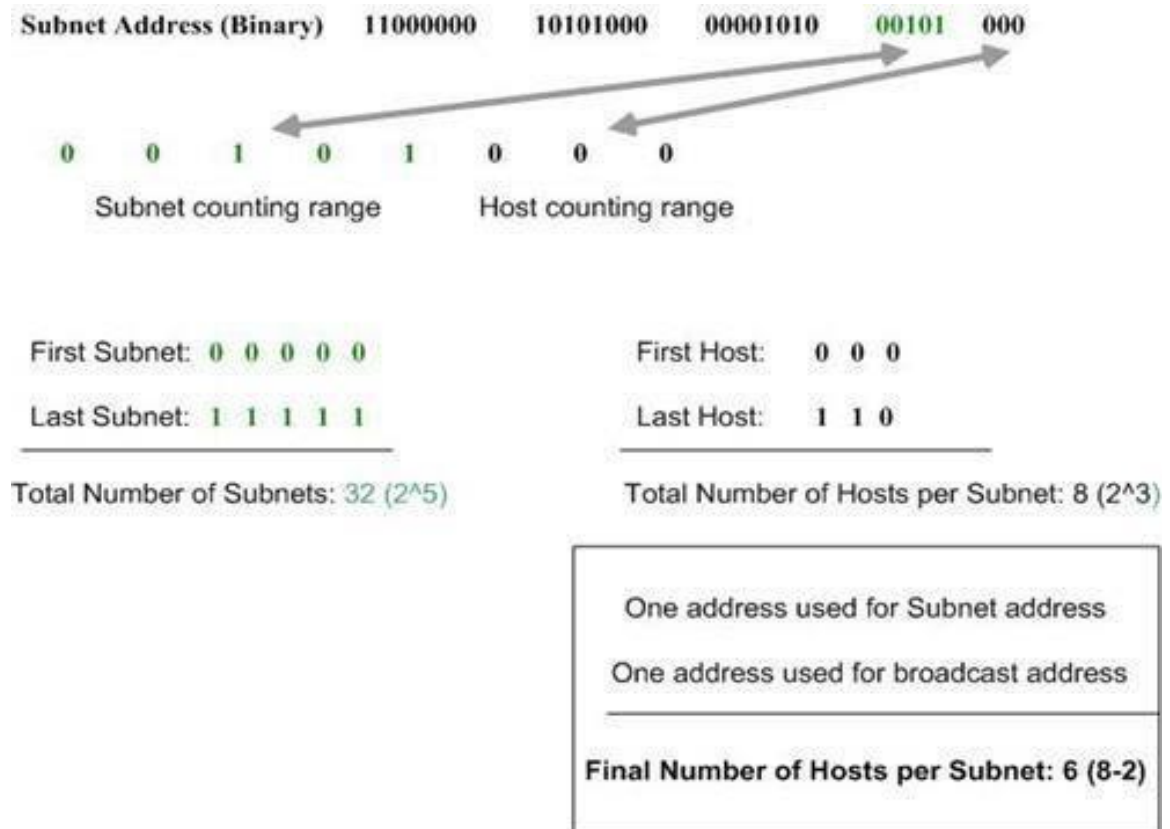 Subnet Address (Binary) 11000000 10101000 00001010 00101 000
0 0 1 0 1 0 0 0
Subnet counting range Host counting range
First Subnet: 0 0 0 0 0
Last Subnet: 1 1 1 1 1
Total Number of Subnets: 32 (2^5)
First Host: 0 0 0
Last Host: 1 1 0
Total Number of Hosts per Subnet: 8 (2^3)
One address used for Subnet address
One address used for broadcast address
Final Number of Hosts per Subnet: 6 (8-2)